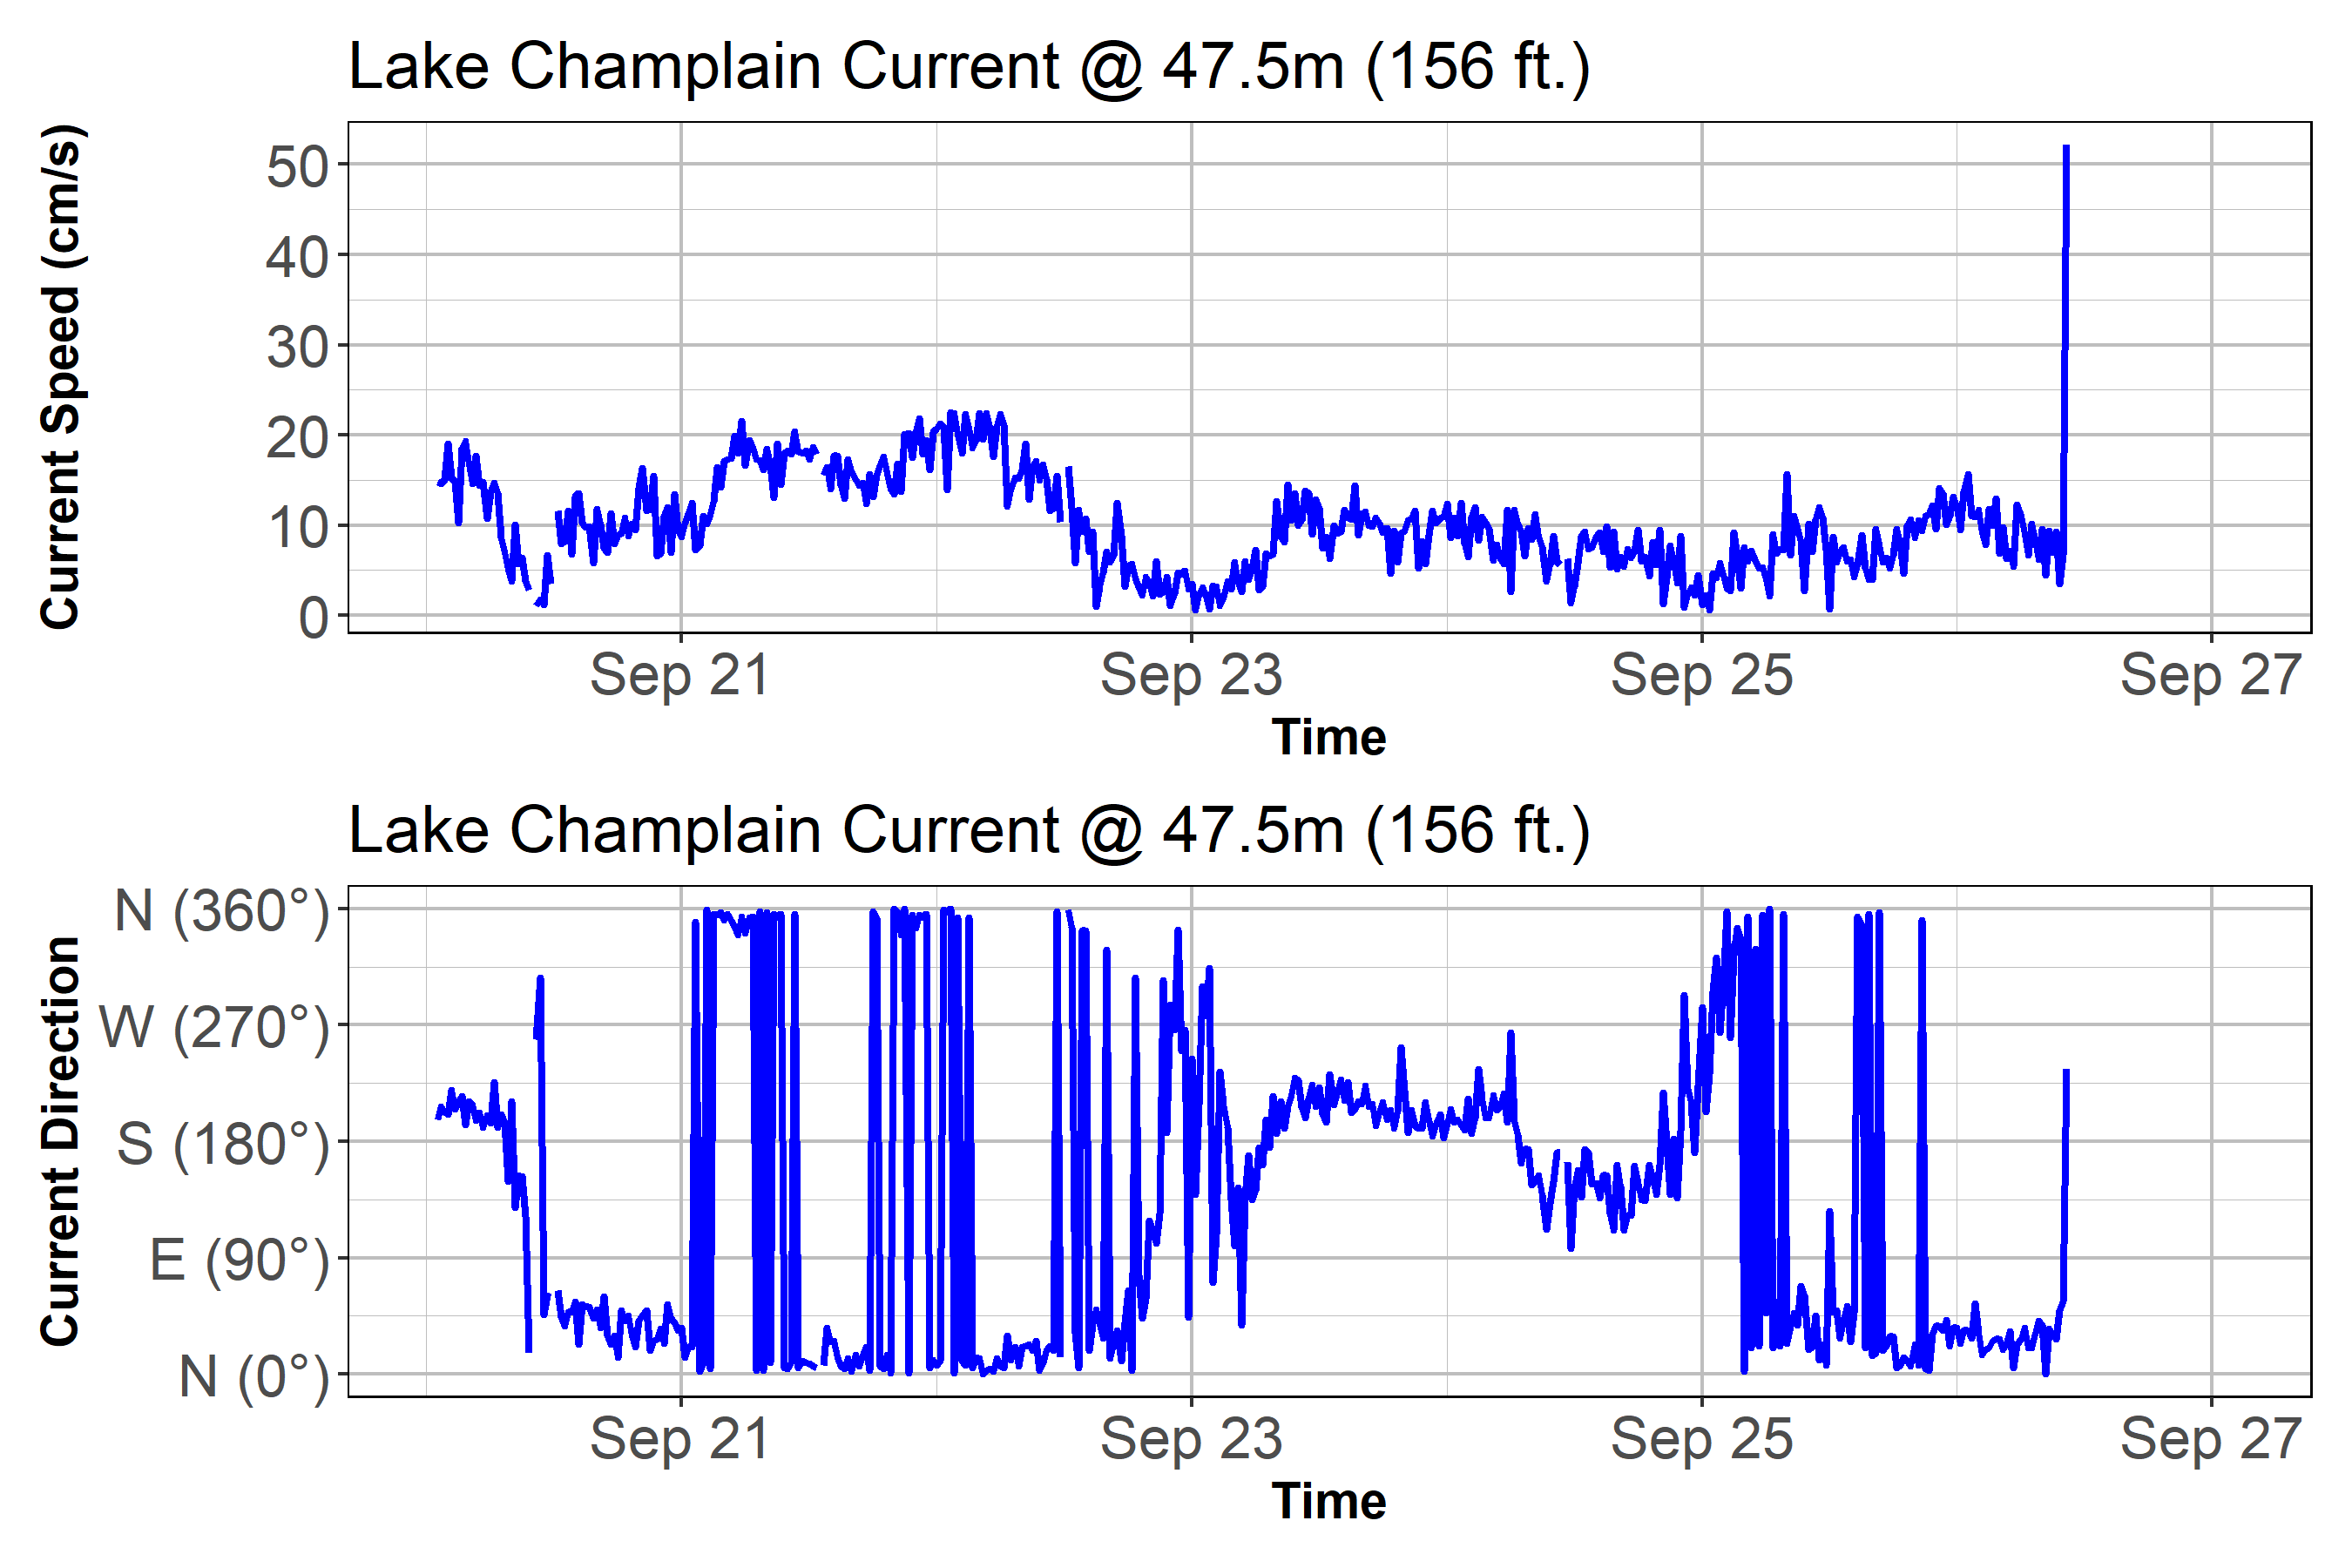 Lake Champlain Current @ 47.5m (156 ft.)
Current Speed (cm/s)
50
40
30
20
10
0
Sep 21 Sep 23 Sep 25 Sep 27
Time
Lake Champlain Current @ 47.5m (156 ft.)
Current Direction
N (360°)
W (270°)
S (180°)
E (90°)
N (0°)
Sep 21 Sep 23 Sep 25 Sep 27
Time